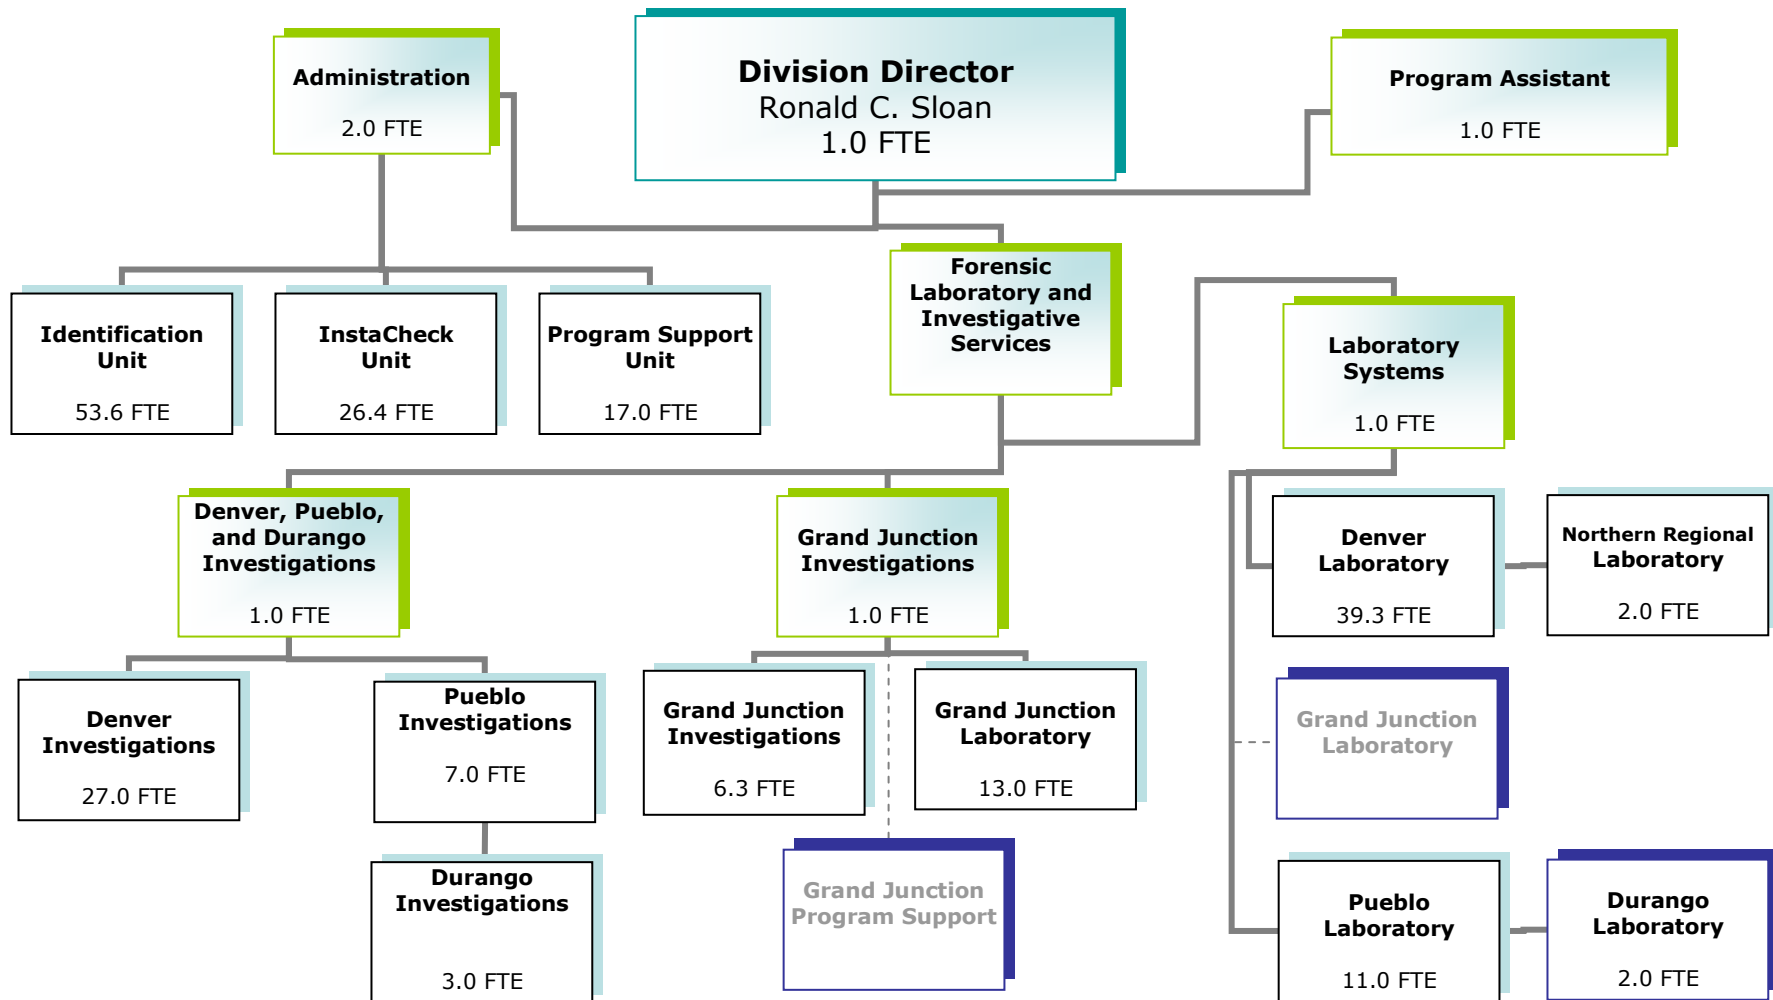 Administration
2.0 FTE
Division Director
Ronald C. Sloan
1.0 FTE
Program Assistant
1.0 FTE
Identification
Unit
53.6 FTE
InstaCheck
Unit
26.4 FTE
Program Support
Unit
17.0 FTE
Forensic
Laboratory and
Investigative
Services
Laboratory
Systems
1.0 FTE
Denver, Pueblo,
and Durango
Investigations
1.0 FTE
Grand Junction
Investigations
1.0 FTE
Denver
Laboratory
39.3 FTE
Northern Regional
Laboratory
2.0 FTE
Denver
Investigations
27.0 FTE
Pueblo
Investigations
7.0 FTE
Grand Junction
Investigations
6.3 FTE
Grand Junction
Laboratory
13.0 FTE
Grand Junction
Laboratory
Durango
Investigations
3.0 FTE
Grand Junction
Program Support
Pueblo
Laboratory
11.0 FTE
Durango
Laboratory
2.0 FTE